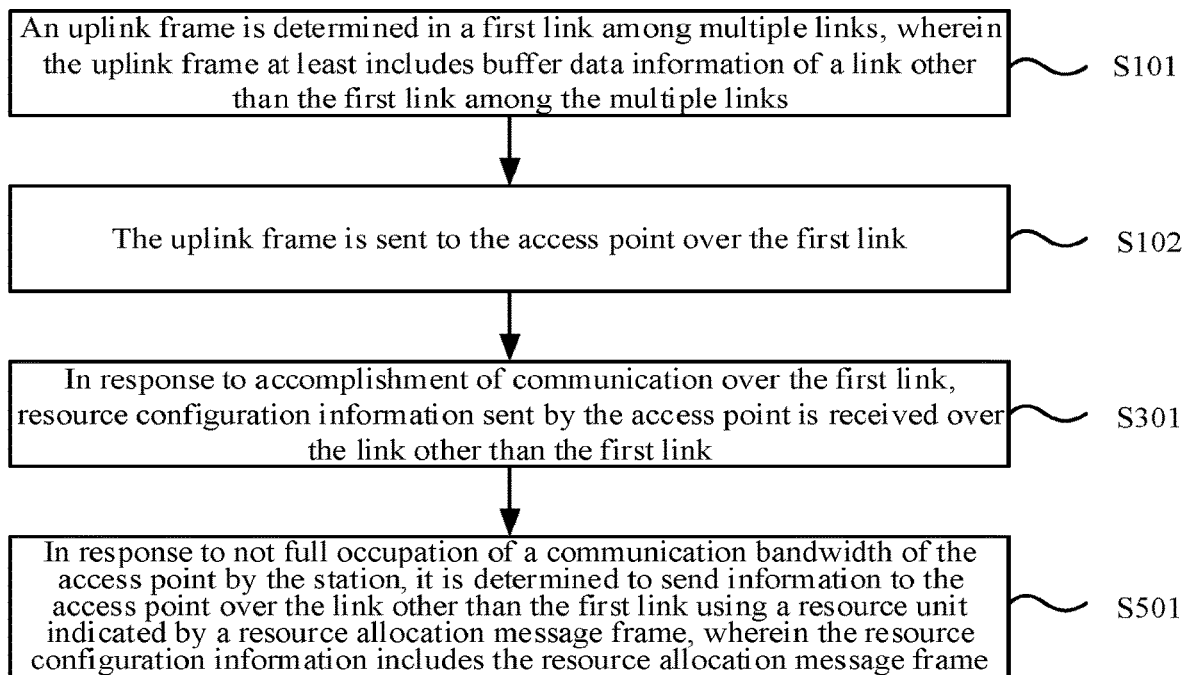 An uplink frame is determined in a first link among multiple links, wherein
the uplink frame at least includes buffer data information of a link other
than the first link among the multiple links
S101
The uplink frame is sent to the access point over the first link
S102
In response to accomplishment of communication over the first link,
resource configuration information sent by the access point is received over
the link other than the first link
S301
In response to not full occupation of a communication bandwidth of the
access point by the station, it is determined to send information to the
access point over the link other than the first link using a resource unit
indicated by a resource allocation message frame, wherein the resource
configuration information includes the resource allocation message frame
S501